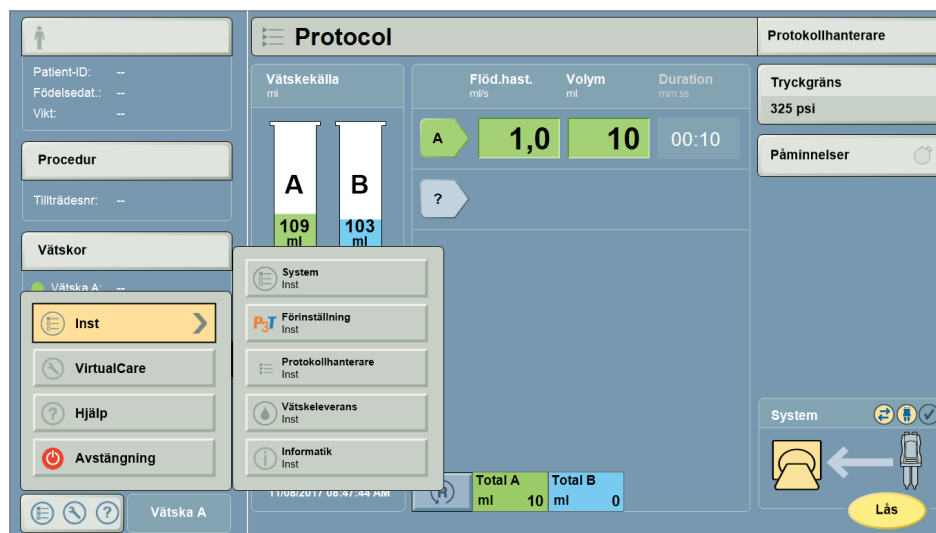 Protocol
Protokollhanterare
Patient-ID: --
Födelsedat.: --
Vikt: --
Vätskekälla
ml
Flöd.hast.
ml/s
Volym
ml
Duration
mm:ss
Tryckgräns
325 psi
A
1,0
10
00:10
Procedur
Påminnelser
Tillträdesnr: --
A
B
?
109
ml
103
ml
Vätskor
Vätska A: --
Inst
VirtualCare
Hjälp
Avstängning
System
Inst
P3T
Förinställning
Inst
Protokollhanterare
Inst
Vätskeleverans
Inst
Informatik
Inst
System
11/08/2017 08:47:44 AM
R
Total A
ml 10
Total B
ml 0
?
Vätska A
Lås